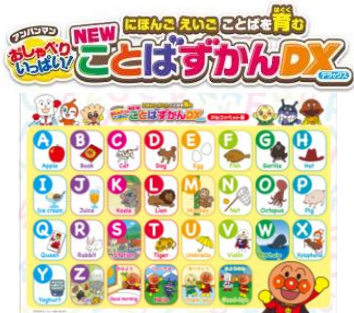 アンパンマン
おしゃべりいっぱい!
にほんご えいご ことばを育む
はぐく
NEW ことばずかんDX
デラックス
ことばずかんDX
A B C D E F G H
Apple Book Cat Dog Egg Fish Gorilla Hat
I J K L M N O P
Ice cream Juice Koala Lion Net Octopus Pig
Q R S T U V W X
Queen Rabbit Tiger Umbrella Violin Xylophone
Y Z
Yoghurt Good morning